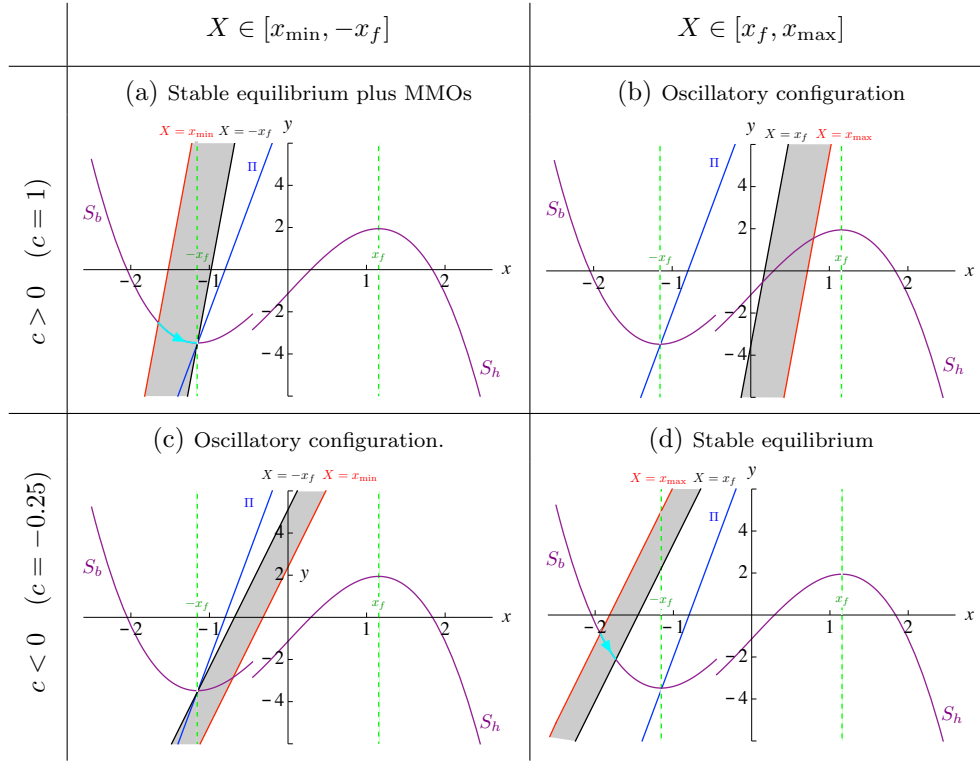 X ∈ [x_min, −x_f]
X ∈ [x_f, x_max]
c > 0 (c = 1)
(a) Stable equilibrium plus MMOs
X = x_min
X = −x_f
y
Π
4
2
S_b
−x_f
x_f
x
−2
−1
1
2
−2
−4
S_h
(b) Oscillatory configuration
y
X = x_f
X = x_max
Π
4
2
S_b
−x_f
x_f
x
−2
−1
1
2
−2
−4
S_h
c < 0 (c = −0.25)
(c) Oscillatory configuration.
X = −x_f
X = x_min
Π
4
S_b
y
2
−x_f
x_f
x
−2
−1
1
2
−2
−4
S_h
(d) Stable equilibrium
y
X = x_max
X = x_f
Π
4
S_b
2
−x_f
x_f
x
−2
−1
1
2
−2
−4
S_h